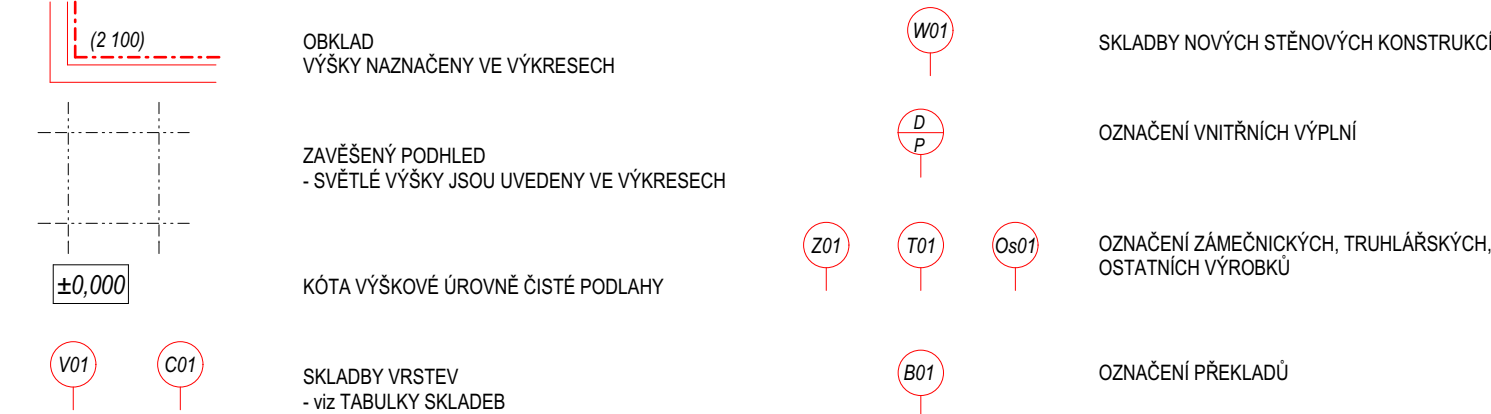 (2 100)
OBKLAD
VÝŠKY NAZNAČENY VE VÝKRESECH
ZAVĚŠENÝ PODHLED
- SVĚTLÉ VÝŠKY JSOU UVEDENY VE VÝKRESECH
±0,000
KÓTA VÝŠKOVÉ ÚROVNĚ ČISTÉ PODLAHY
V01
C01
SKLADBY VRSTEV
- viz TABULKY SKLADEB
W01
SKLADBY NOVÝCH STĚNOVÝCH KONSTRUKCÍ
D
P
OZNAČENÍ VNITŘNÍCH VÝPLNÍ
Z01
T01
Os01
OZNAČENÍ ZÁMEČNICKÝCH, TRUHLÁŘSKÝCH,
OSTATNÍCH VÝROBKŮ
B01
OZNAČENÍ PŘEKLADŮ